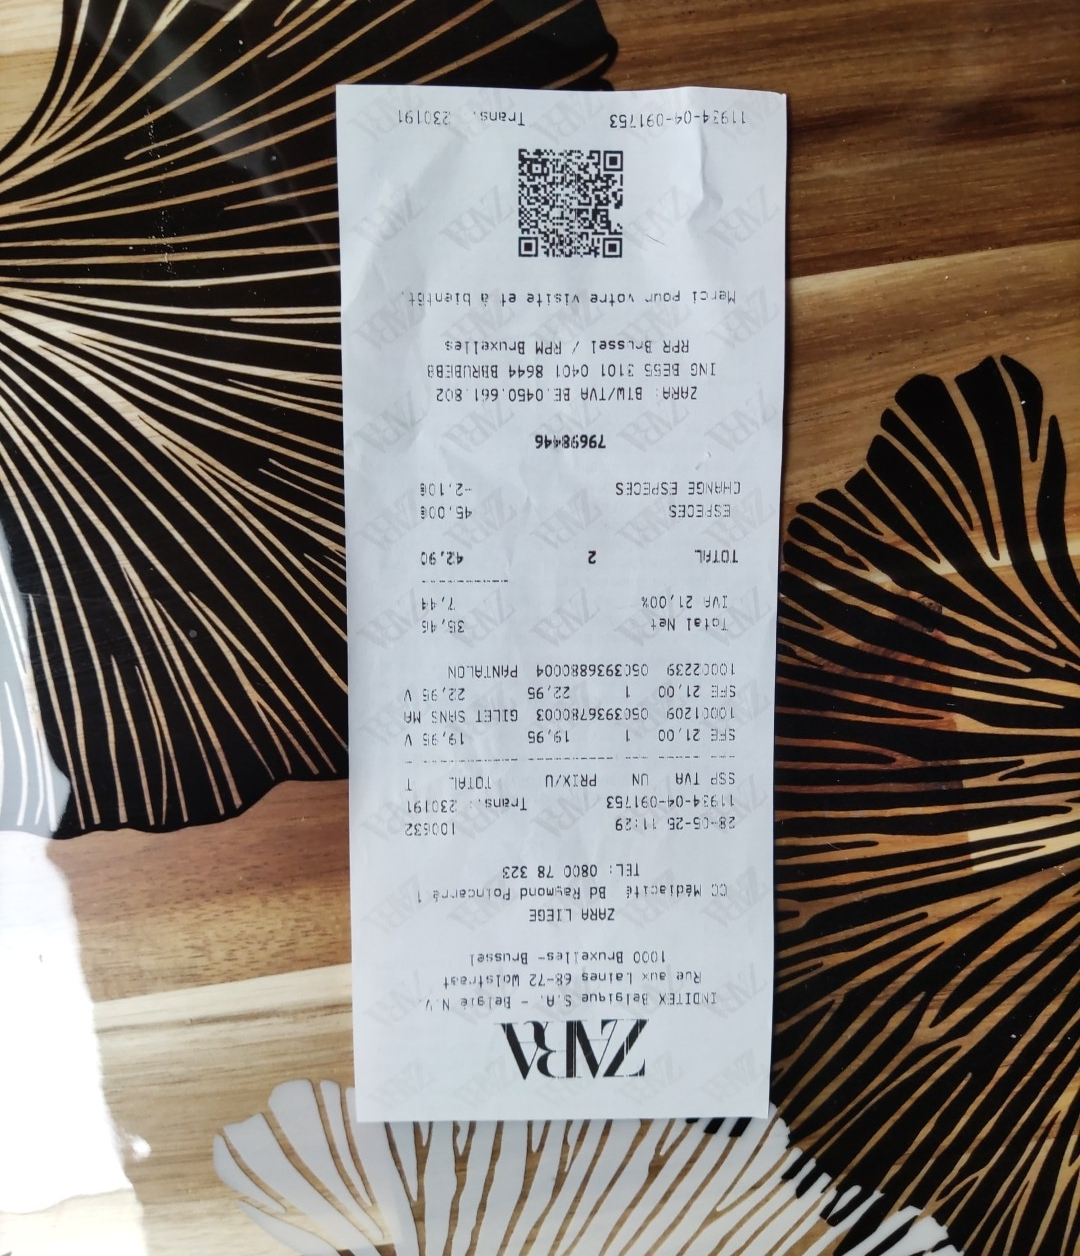 ZARA
INDITEX Belgique S.A. - België N.V.
Rue aux Laines 68-72 Wolstraat
1000 Bruxelles- Brussel
ZARA LIEGE
CC Médiacité Bd Raymond Poincarré 1
TEL: 0800 78 323
28-05-25 11:29 100632
11934-04-091753 Trans.: 230191
SSP TVA UN PRIX/U TOTAL T
SFE 21,00 1 19,95 19,95 V
10001209 05039936780003 GILET SANS MA
SFE 21,00 1 22,95 22,95 V
10002239 05039936880004 PANTALON
Total Net 35,46
IVA 21,00% 7,44
TOTAL 2 42,90
ESPECES 45,00€
CHANGE ESPECES -2,10€
79698446
ZARA: BTW/TVA BE.0450.661.802
ING BE55 3101 0401 8644 BBRUBEBB
RPR Brussel / RPM Bruxelles
Merci pour votre visite et à bientôt.
11934-04-091753 Trans.: 230191